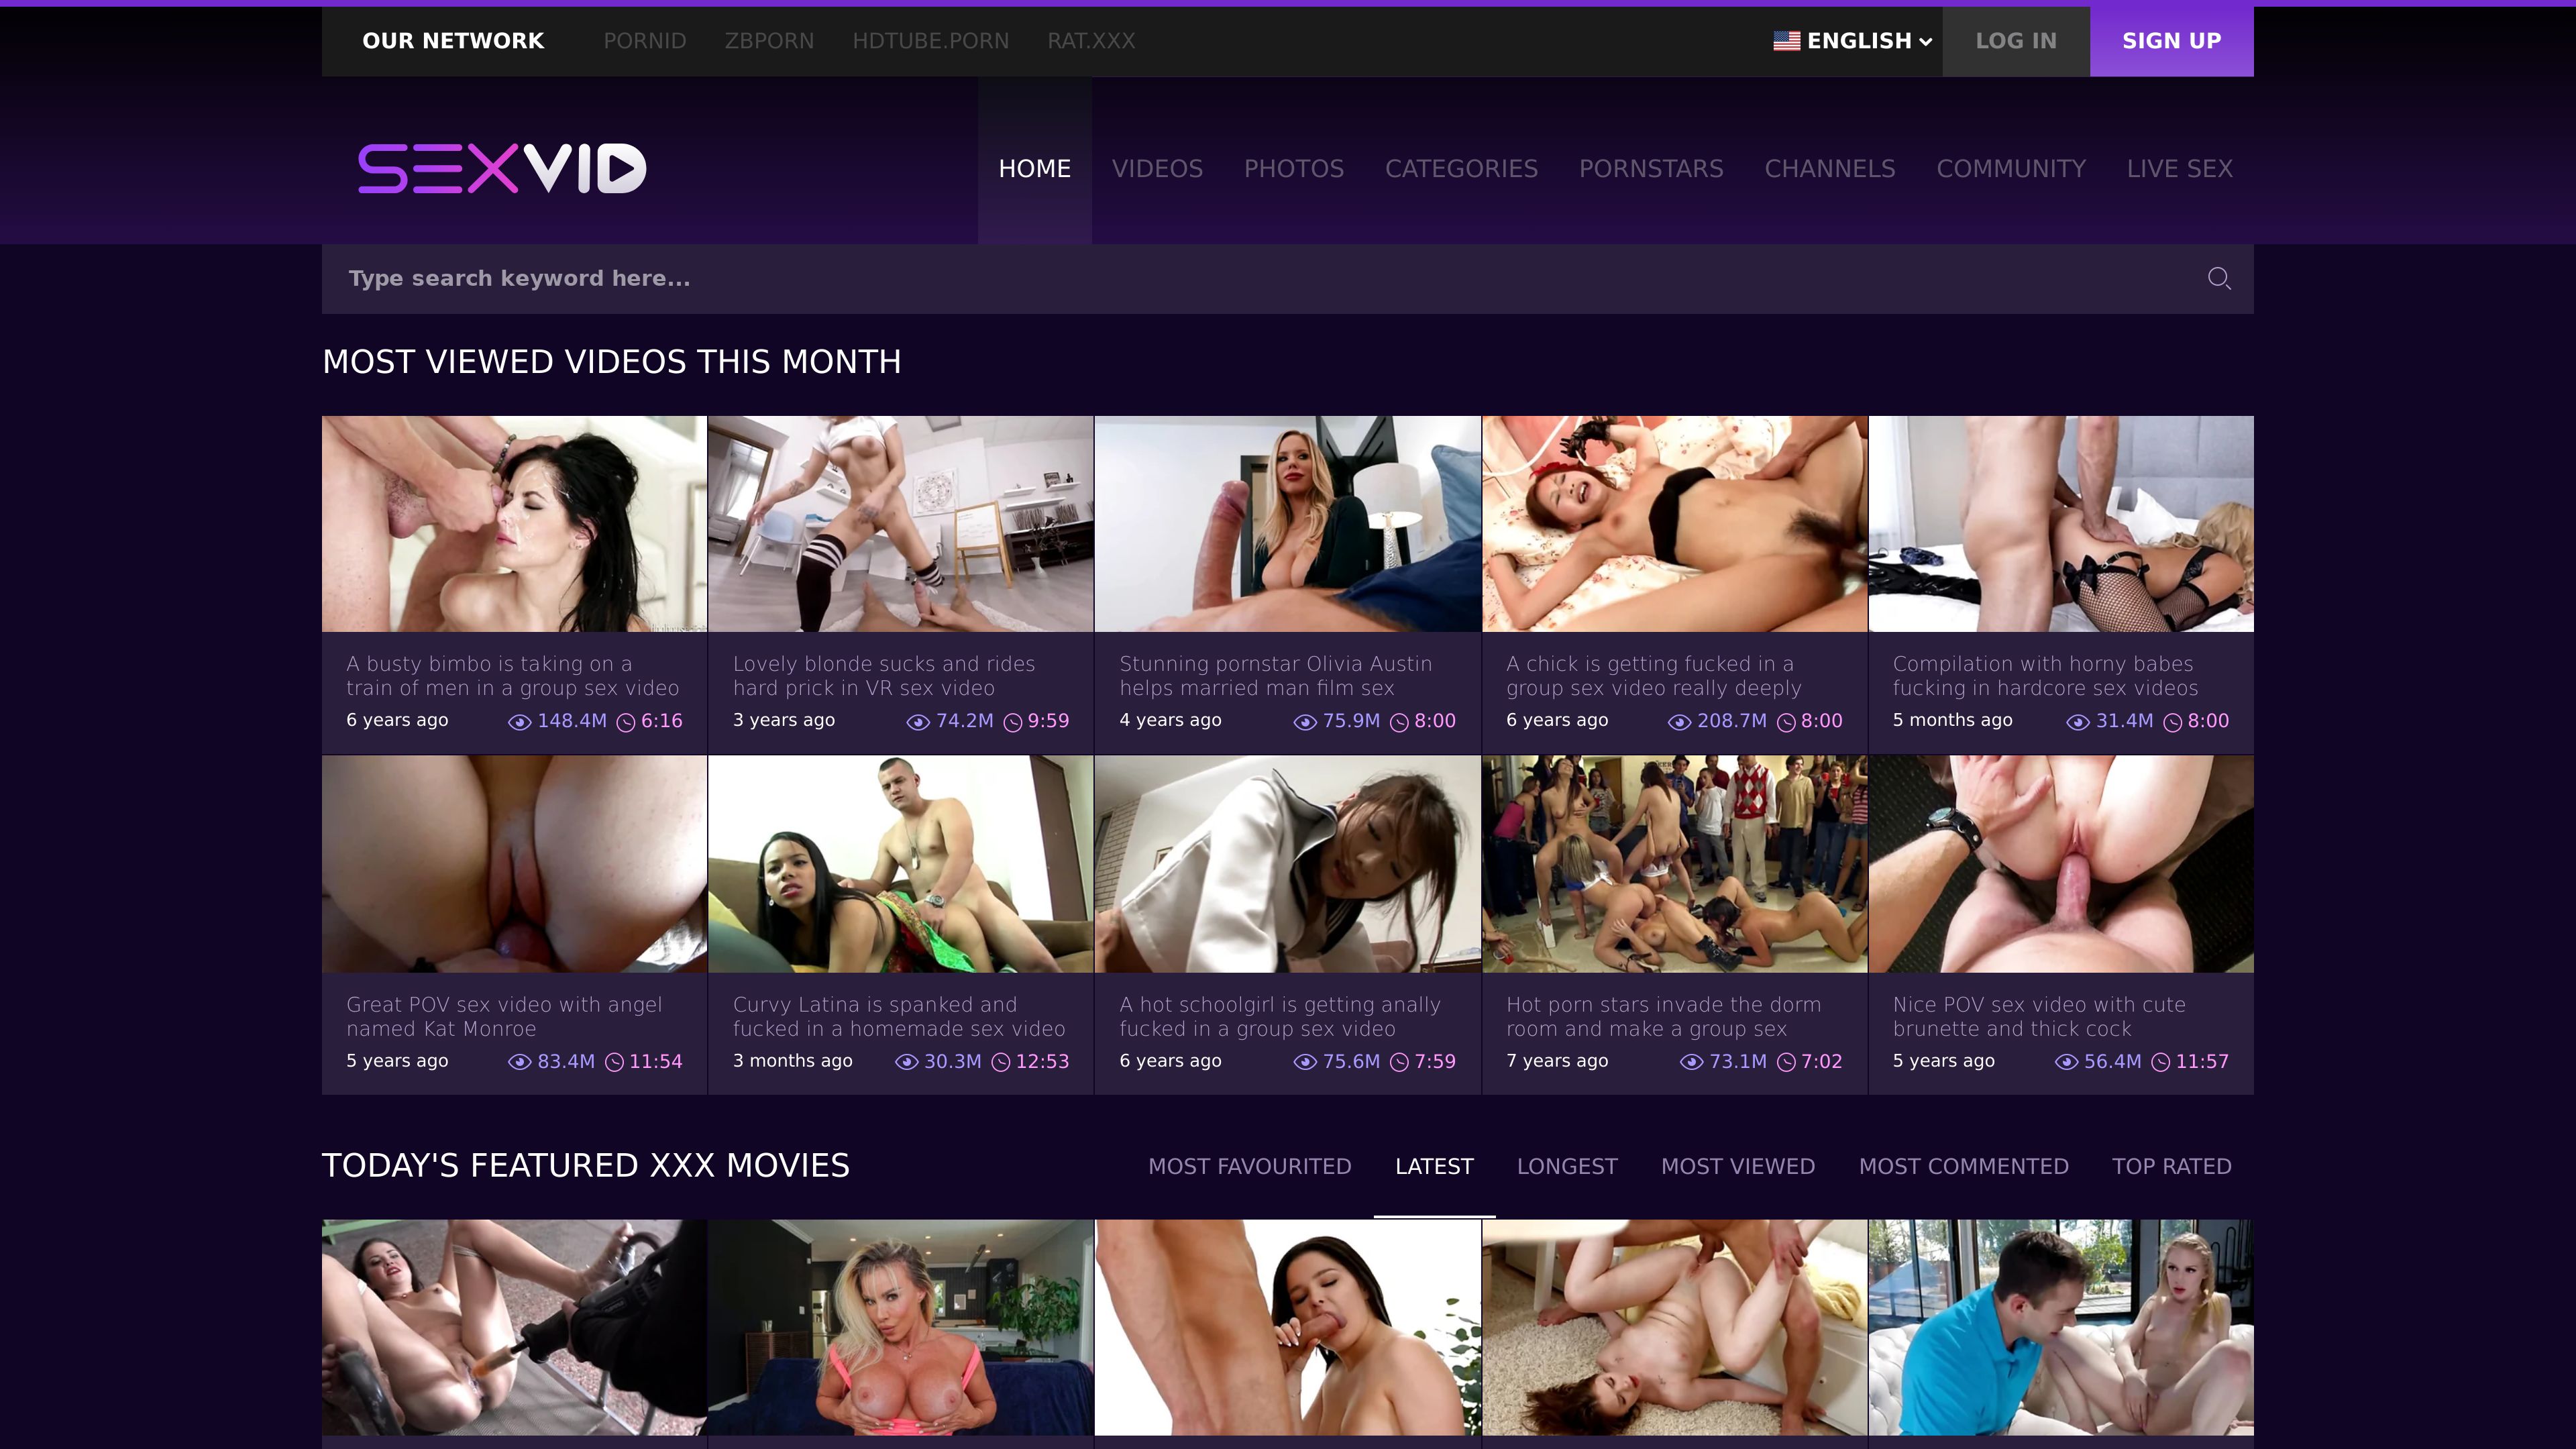 OUR NETWORK PORNID ZBPORN HDTUBE.PORN RAT.XXX ENGLISH LOG IN SIGN UP
SEXVID
HOME VIDEOS PHOTOS CATEGORIES PORNSTARS CHANNELS COMMUNITY LIVE SEX
Type search keyword here...
MOST VIEWED VIDEOS THIS MONTH
A busty bimbo is taking on a
train of men in a group sex video
6 years ago 148.4M 6:16
Lovely blonde sucks and rides
hard prick in VR sex video
3 years ago 74.2M 9:59
Stunning pornstar Olivia Austin
helps married man film sex
4 years ago 75.9M 8:00
A chick is getting fucked in a
group sex video really deeply
6 years ago 208.7M 8:00
Compilation with horny babes
fucking in hardcore sex videos
5 months ago 31.4M 8:00
Great POV sex video with angel
named Kat Monroe
5 years ago 83.4M 11:54
Curvy Latina is spanked and
fucked in a homemade sex video
3 months ago 30.3M 12:53
A hot schoolgirl is getting anally
fucked in a group sex video
6 years ago 75.6M 7:59
Hot porn stars invade the dorm
room and make a group sex
7 years ago 73.1M 7:02
Nice POV sex video with cute
brunette and thick cock
5 years ago 56.4M 11:57
TODAY'S FEATURED XXX MOVIES
MOST FAVOURITED LATEST LONGEST MOST VIEWED MOST COMMENTED TOP RATED